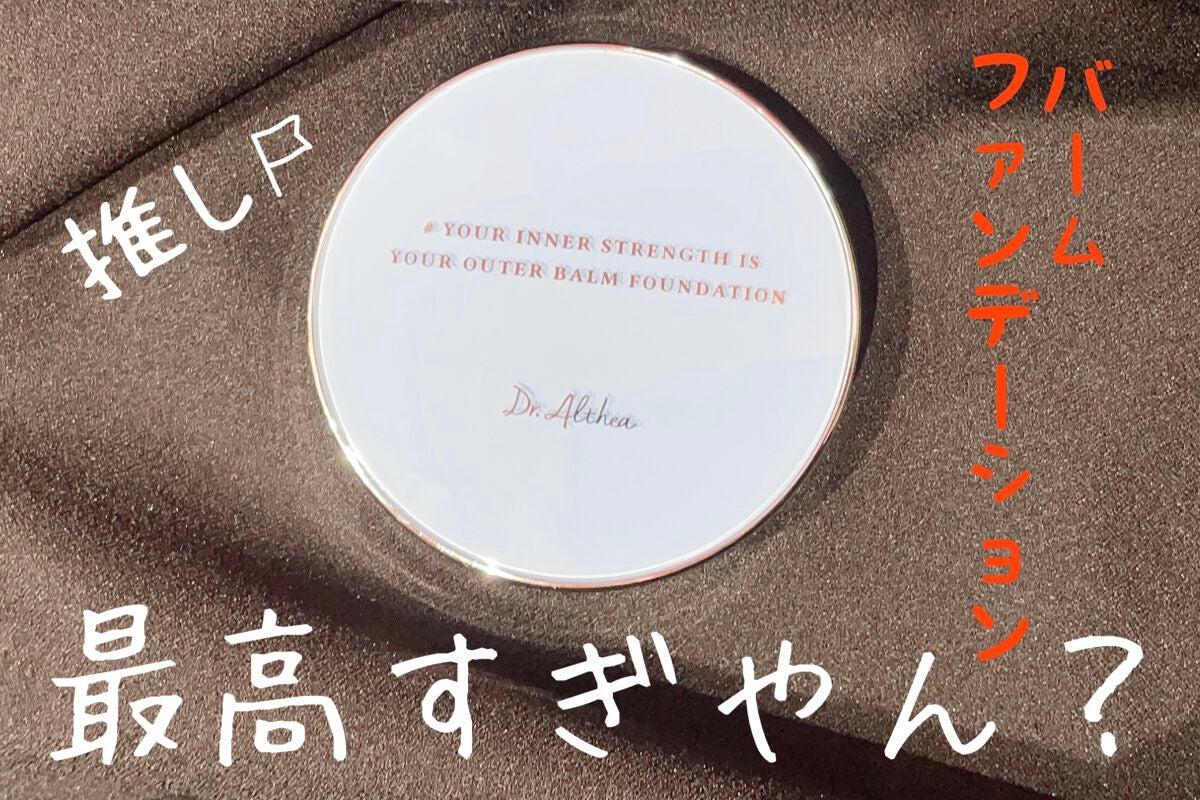 バーム
ファンデーション
推し
# YOUR INNER STRENGTH IS
YOUR OUTER BALM FOUNDATION
Dr.Althea
最高すぎやん？